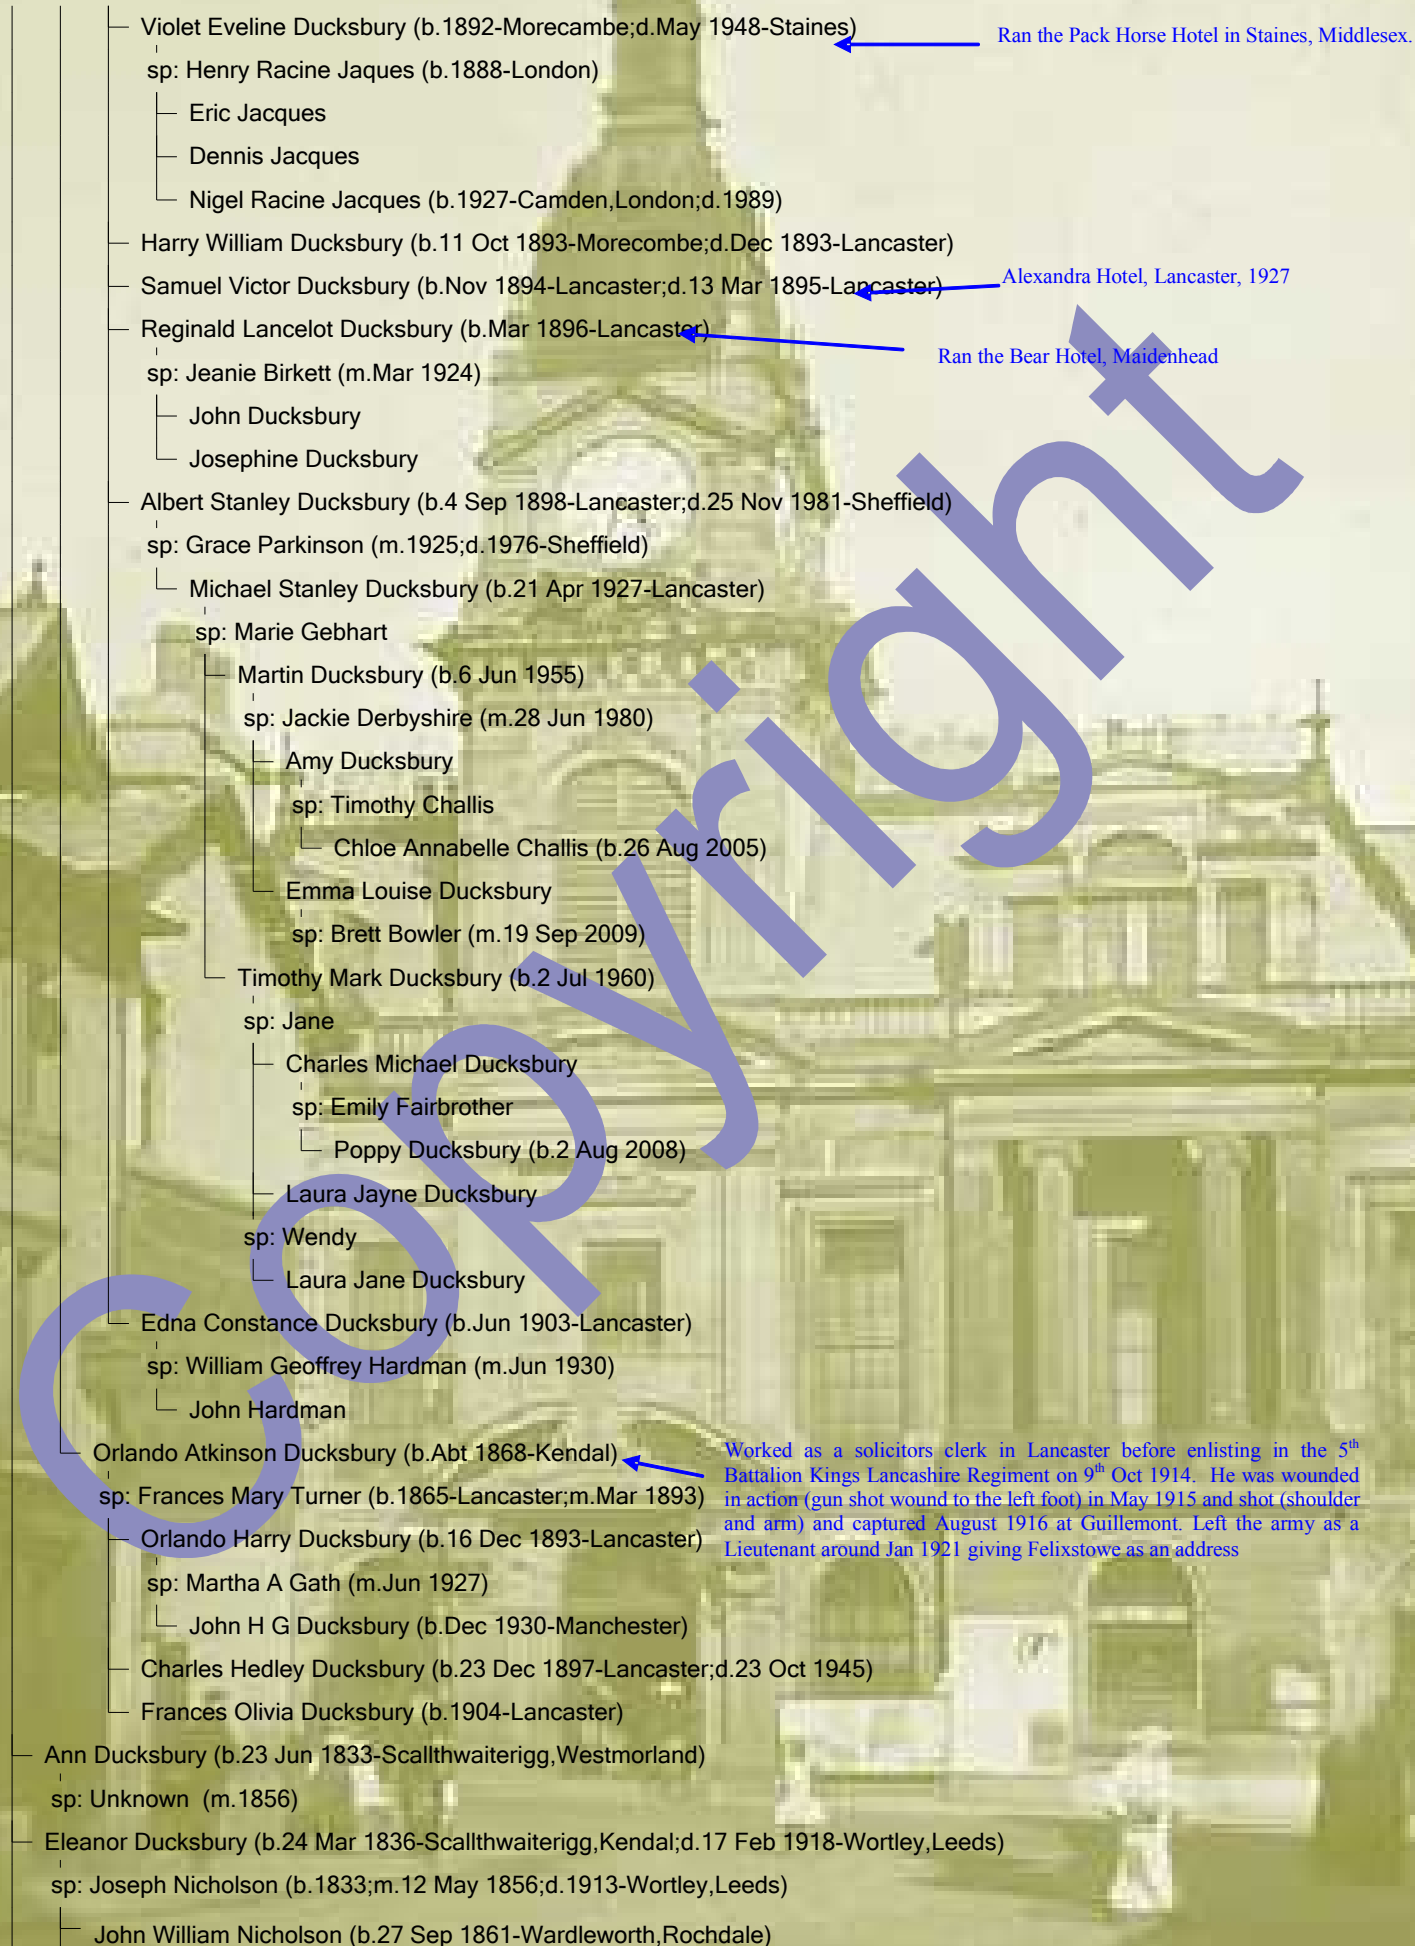 Violet Eveline Ducksbury (b.1892-Morecambe;d.May 1948-Staines)
Ran the Pack Horse Hotel in Staines, Middlesex.
sp: Henry Racine Jaques (b.1888-London)
Eric Jacques
Dennis Jacques
Nigel Racine Jacques (b.1927-Camden,London;d.1989)
Harry William Ducksbury (b.11 Oct 1893-Morecombe;d.Dec 1893-Lancaster)
Samuel Victor Ducksbury (b.Nov 1894-Lancaster;d.13 Mar 1895-Lancaster)
Alexandra Hotel, Lancaster, 1927
Reginald Lancelot Ducksbury (b.Mar 1896-Lancaster)
Ran the Bear Hotel, Maidenhead
sp: Jeanie Birkett (m.Mar 1924)
John Ducksbury
Josephine Ducksbury
Albert Stanley Ducksbury (b.4 Sep 1898-Lancaster;d.25 Nov 1981-Sheffield)
sp: Grace Parkinson (m.1925;d.1976-Sheffield)
Michael Stanley Ducksbury (b.21 Apr 1927-Lancaster)
sp: Marie Gebhart
Martin Ducksbury (b.6 Jun 1955)
sp: Jackie Derbyshire (m.28 Jun 1980)
Amy Ducksbury
sp: Timothy Challis
Chloe Annabelle Challis (b.26 Aug 2005)
Emma Louise Ducksbury
sp: Brett Bowler (m.19 Sep 2009)
Timothy Mark Ducksbury (b.2 Jul 1960)
sp: Jane
Charles Michael Ducksbury
sp: Emily Fairbrother
Poppy Ducksbury (b.2 Aug 2008)
Laura Jayne Ducksbury
sp: Wendy
Laura Jane Ducksbury
Edna Constance Ducksbury (b.Jun 1903-Lancaster)
sp: William Geoffrey Hardman (m.Jun 1930)
John Hardman
Orlando Atkinson Ducksbury (b.Abt 1868-Kendal)
sp: Frances Mary Turner (b.1865-Lancaster;m.Mar 1893)
Orlando Harry Ducksbury (b.16 Dec 1893-Lancaster)
Worked as a solicitors clerk in Lancaster before enlisting in the 5th
Battalion Kings Lancashire Regiment on 9th Oct 1914. He was wounded
in action (gun shot wound to the left foot) in May 1915 and shot (shoulder
and arm) and captured August 1916 at Guillemont. Left the army as a
Lieutenant around Jan 1921 giving Felixstowe as an address
sp: Martha A Gath (m.Jun 1927)
John H G Ducksbury (b.Dec 1930-Manchester)
Charles Hedley Ducksbury (b.23 Dec 1897-Lancaster;d.23 Oct 1945)
Frances Olivia Ducksbury (b.1904-Lancaster)
Ann Ducksbury (b.23 Jun 1833-Scallthwaiterigg,Westmorland)
sp: Unknown (m.1856)
Eleanor Ducksbury (b.24 Mar 1836-Scallthwaiterigg,Kendal;d.17 Feb 1918-Wortley,Leeds)
sp: Joseph Nicholson (b.1833;m.12 May 1856;d.1913-Wortley,Leeds)
John William Nicholson (b.27 Sep 1861-Wardleworth,Rochdale)
Copyright